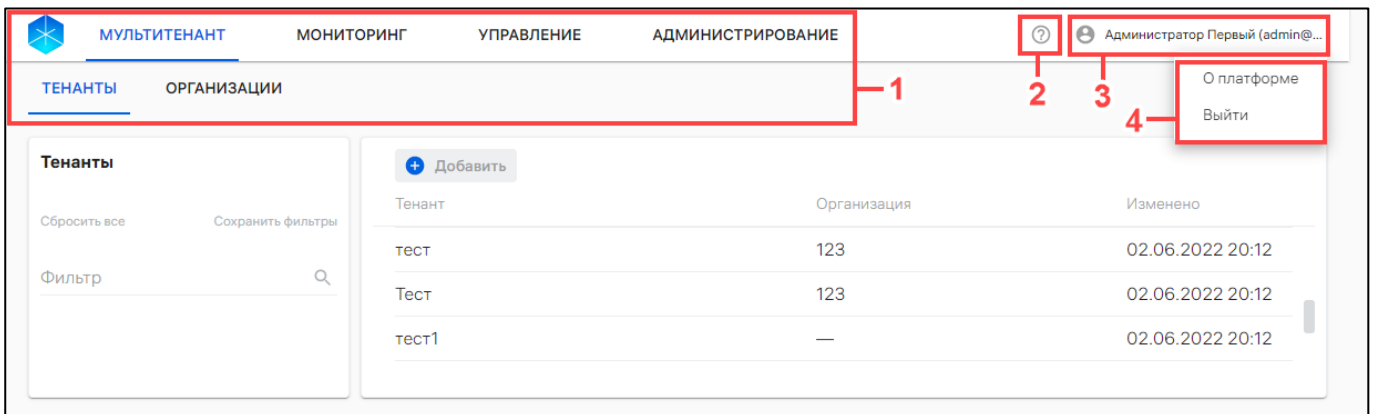 МУЛЬТИТЕНАНТ МОНИТОРИНГ УПРАВЛЕНИЕ АДМИНИСТРИРОВАНИЕ Администратор Первый (admin@...
ТЕНАНТЫ ОРГАНИЗАЦИИ 1 2 3 О платформе
4 Выйти
Тенанты Добавить
Тенант Организация Изменено
Сбросить все Сохранить фильтры
тест 123 02.06.2022 20:12
Фильтр
Тест 123 02.06.2022 20:12
тест1 — 02.06.2022 20:12